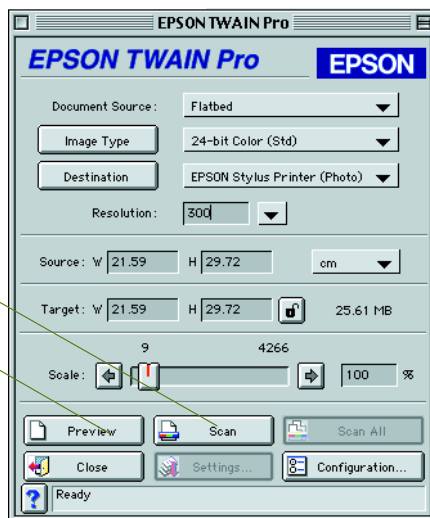 EPSON TWAIN Pro
EPSON TWAIN Pro EPSON
Document Source: Flatbed
Image Type 24-bit Color (Std)
Destination EPSON Stylus Printer (Photo)
Resolution: 300
Source: W 21.59 H 29.72 cm
Target: W 21.59 H 29.72 25.61 MB
9 4266
Scale: 100 %
Preview Scan Scan All
Close Settings... Configuration...
? Ready